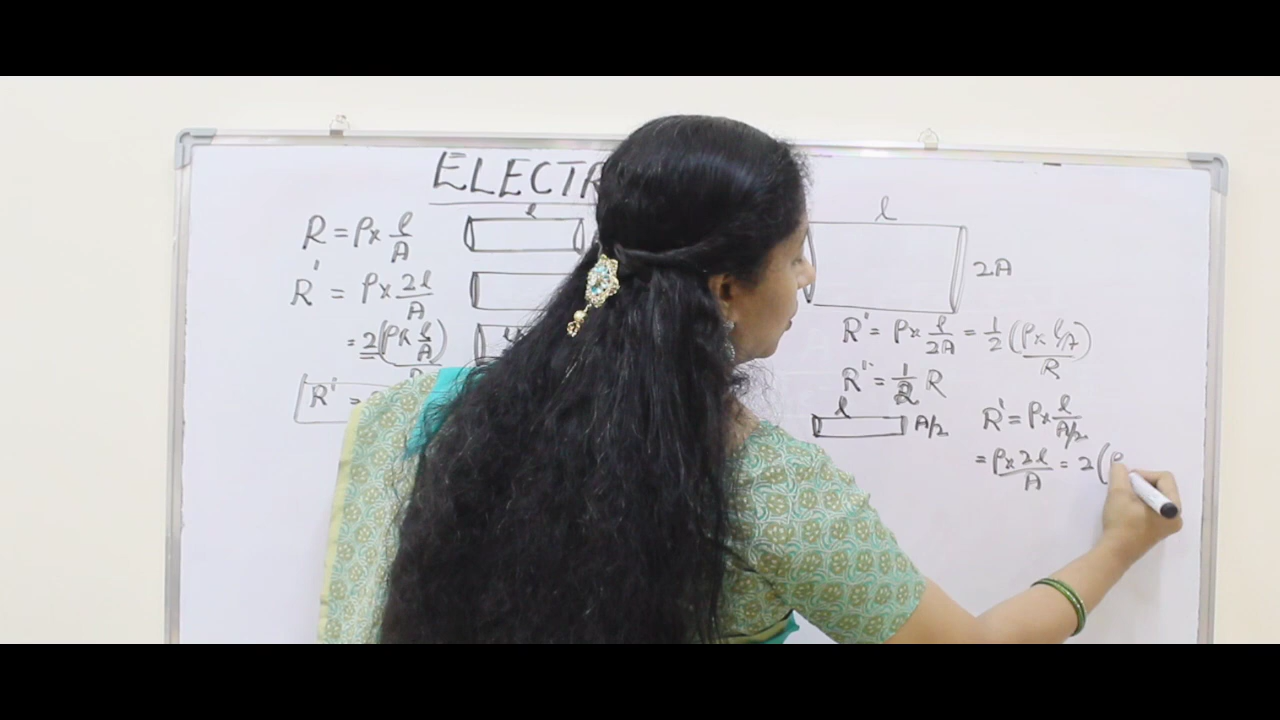 ELECTR
R = ρ × l/A
l
R' = ρ × 2l/A
= 2(ρ × l/A)
R' =
l
2A
R' = ρ × l/2A = 1/2 (ρ × l/A)
R
R' = 1/2 R
l
A/2
R' = ρ × l/A/2
= ρ × 2l/A = 2(ρ